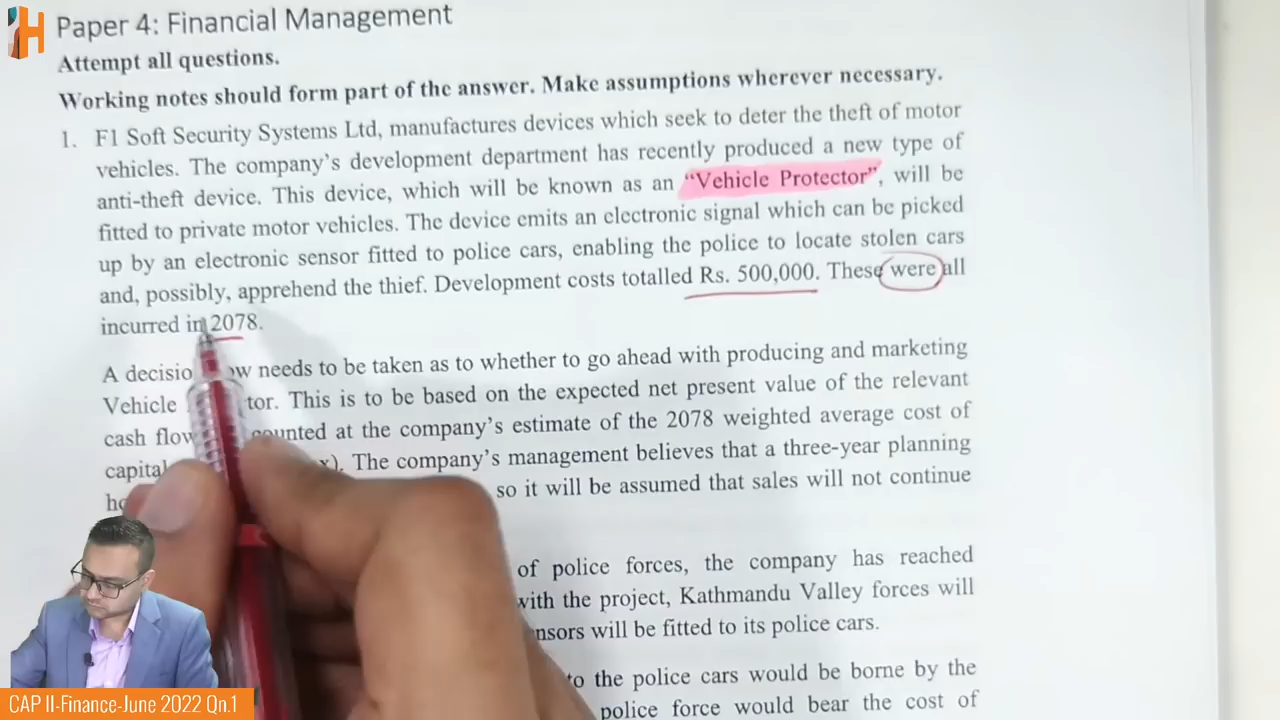 H
Paper 4: Financial Management
Attempt all questions.
Working notes should form part of the answer. Make assumptions wherever necessary.
1. F1 Soft Security Systems Ltd, manufactures devices which seek to deter the theft of motor
vehicles. The company's development department has recently produced a new type of
anti-theft device. This device, which will be known as an "Vehicle Protector", will be
fitted to private motor vehicles. The device emits an electronic signal which can be picked
up by an electronic sensor fitted to police cars, enabling the police to locate stolen cars
and, possibly, apprehend the thief. Development costs totalled Rs. 500,000. These were all
incurred in 2078.
A decisio ow needs to be taken as to whether to go ahead with producing and marketing
Vehicle tor. This is to be based on the expected net present value of the relevant
cash flow counted at the company's estimate of the 2078 weighted average cost of
capital x). The company's management believes that a three-year planning
ho so it will be assumed that sales will not continue
of police forces, the company has reached
with the project, Kathmandu Valley forces will
nsors will be fitted to its police cars.
to the police cars would be borne by the
police force would bear the cost of
CAP II-Finance-June 2022 Qn.1